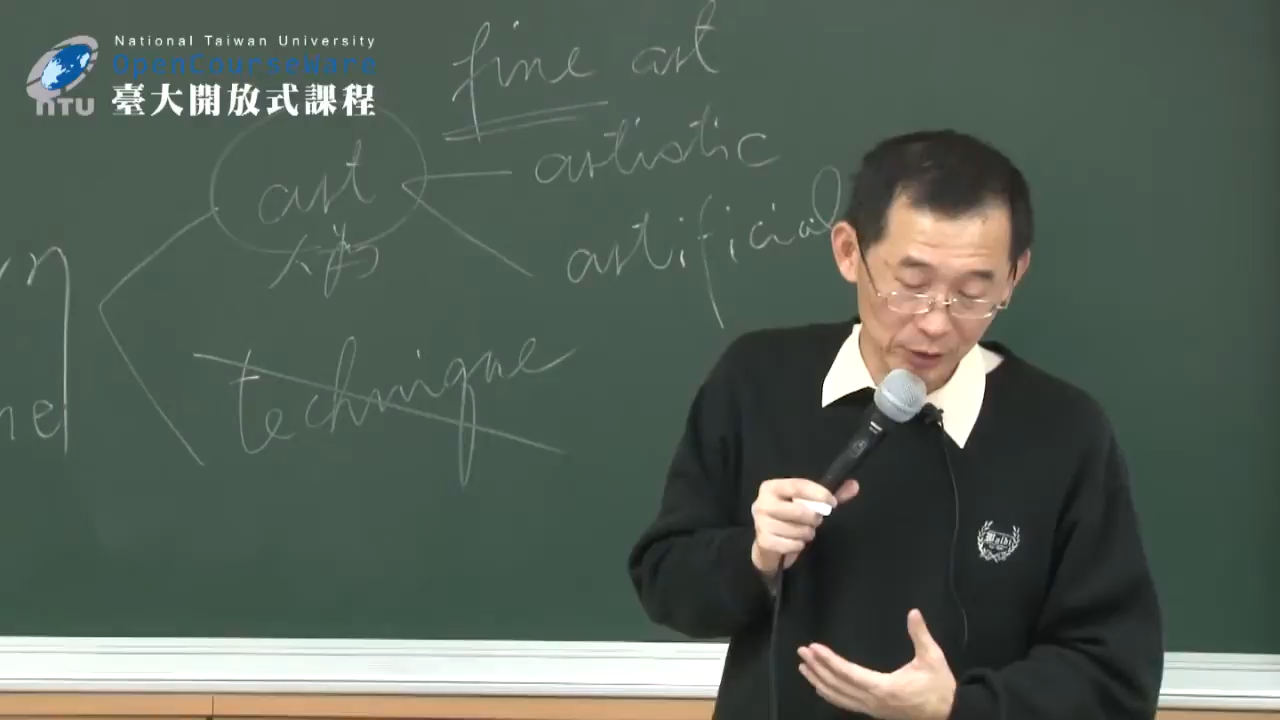 National Taiwan University
OpenCourseWare
NTU
臺大開放式課程
fine art
art
artistic
人為
artificial
technique